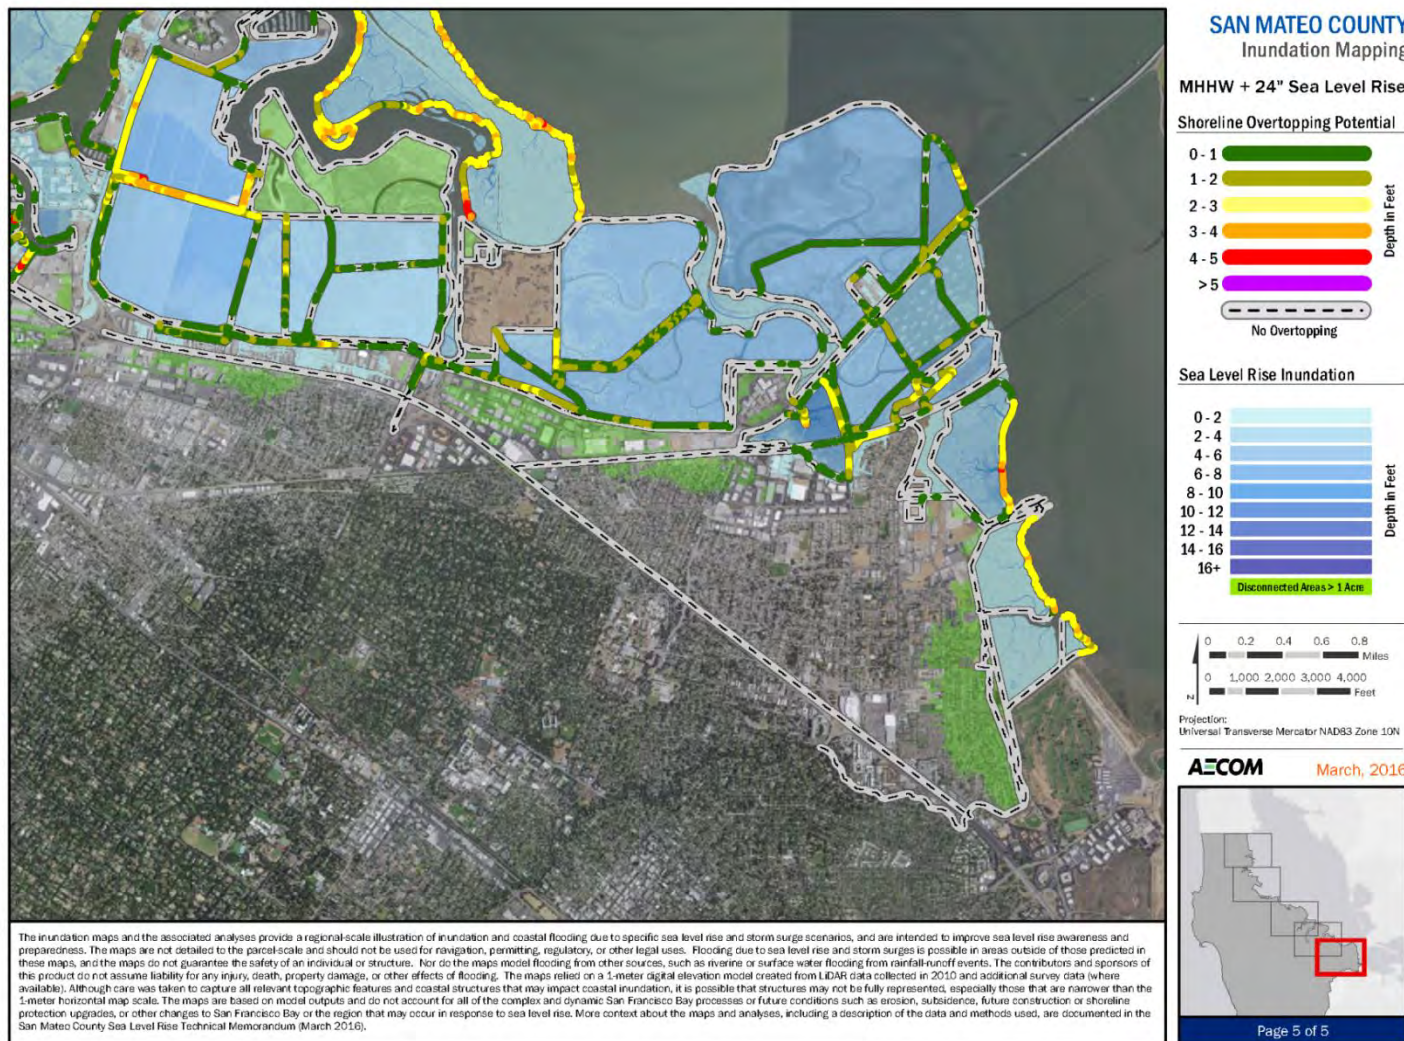 SAN MATEO COUNTY
Inundation Mapping
MHHW + 24" Sea Level Rise
Shoreline Overtopping Potential
0 - 1
1 - 2
2 - 3
3 - 4
4 - 5
> 5
Depth in Feet
No Overtopping
Sea Level Rise Inundation
0 - 2
2 - 4
4 - 6
6 - 8
8 - 10
10 - 12
12 - 14
14 - 16
16+
Depth in Feet
Disconnected Areas > 1 Acre
0 0.2 0.4 0.6 0.8
Miles
0 1,000 2,000 3,000 4,000
Feet
N
Projection:
Universal Transverse Mercator NAD83 Zone 10N
AECOM March, 2016
Page 5 of 5
The inundation maps and the associated analyses provide a regional-scale illustration of inundation and coastal flooding due to specific sea level rise and storm surge scenarios, and are intended to improve sea level rise awareness and
preparedness. The maps are not detailed to the parcel-scale and should not be used for navigation, permitting, regulatory, or other legal uses. Flooding due to sea level rise and storm surges is possible in areas outside of those predicted in
these maps, and the maps do not guarantee the safety of an individual or structure. Nor do the maps model flooding from other sources, such as riverine or surface water flooding from rainfall-runoff events. The contributors and sponsors of
this product do not assume liability for any injury, death, property damage, or other effects of flooding. The maps relied on a 1-meter digital elevation model created from LiDAR data collected in 2010 and additional survey data (where
available). Although care was taken to capture all relevant topographic features and coastal structures that may impact coastal inundation, it is possible that structures may not be fully represented, especially those that are narrower than the
1-meter horizontal map scale. The maps are based on model outputs and do not account for all of the complex and dynamic San Francisco Bay processes or future conditions such as erosion, subsidence, future construction or shoreline
protection upgrades, or other changes to San Francisco Bay or the region that may occur in response to sea level rise. More context about the maps and analyses, including a description of the data and methods used, are documented in the
San Mateo County Sea Level Rise Technical Memorandum (March 2016).